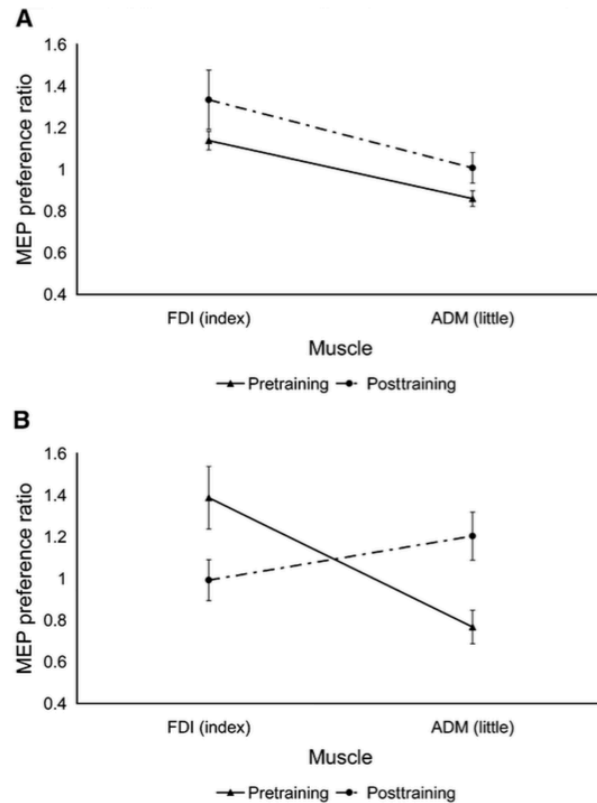 A
MEP preference ratio
1.6
1.4
1.2
1
0.8
0.6
0.4
FDI (index) ADM (little)
Muscle
Pretraining Posttraining
B
MEP preference ratio
1.6
1.4
1.2
1
0.8
0.6
0.4
FDI (index) ADM (little)
Muscle
Pretraining Posttraining